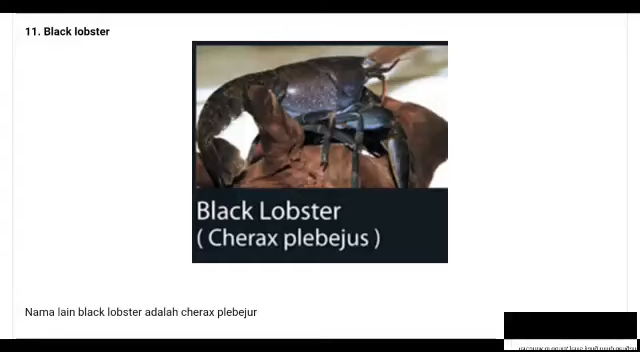 11. Black lobster
Black Lobster
( Cherax plebejus )
Nama lain black lobster adalah cherax plebejur